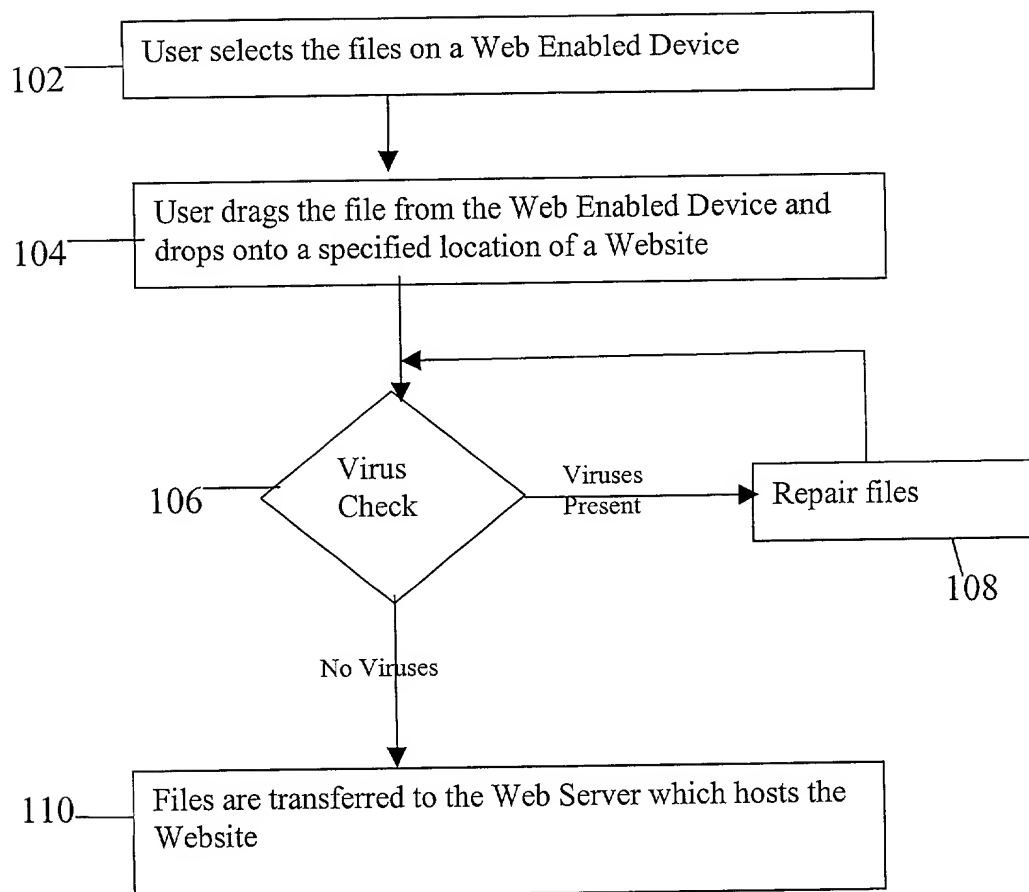 User selects the files on a Web Enabled Device
102
User drags the file from the Web Enabled Device and
drops onto a specified location of a Website
104
Virus
Check
106
Viruses
Present
Repair files
108
No Viruses
Files are transferred to the Web Server which hosts the
Website
110